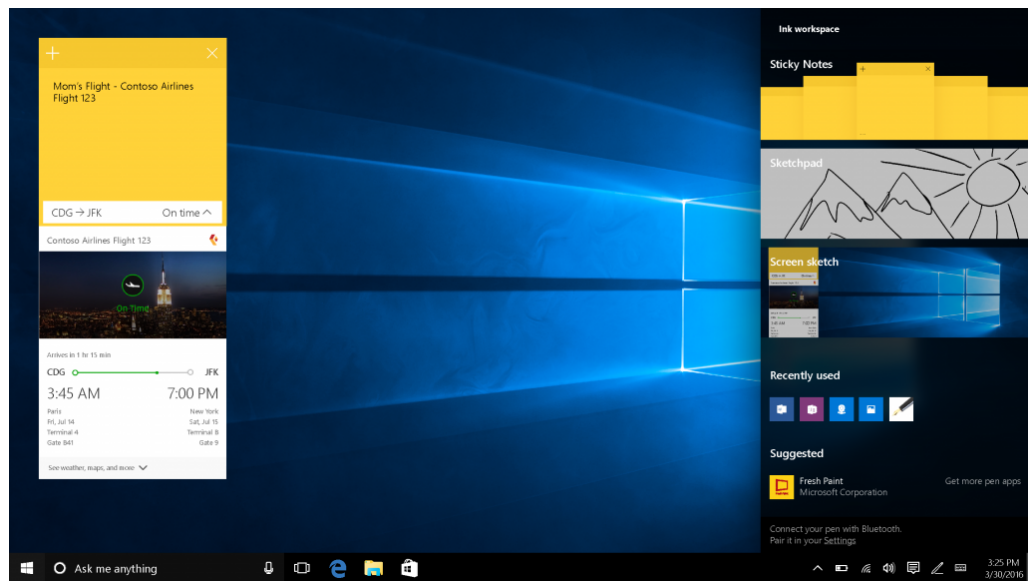 Mom's Flight - Contoso Airlines
Flight 123
CDG → JFK On time
Contoso Airlines Flight 123
On Time
Arrives in 1 hr 15 min
CDG JFK
3:45 AM 7:00 PM
Paris New York
Fri, Jul 14 Sat, Jul 15
Terminal 4 Terminal 8
Gate B41 Gate 9
See weather, maps, and more
Ink workspace
Sticky Notes
Sketchpad
Screen sketch
Recently used
Suggested
Fresh Paint Get more pen apps
Microsoft Corporation
Connect your pen with Bluetooth.
Pair it in your Settings
Ask me anything
3:25 PM
3/30/2016